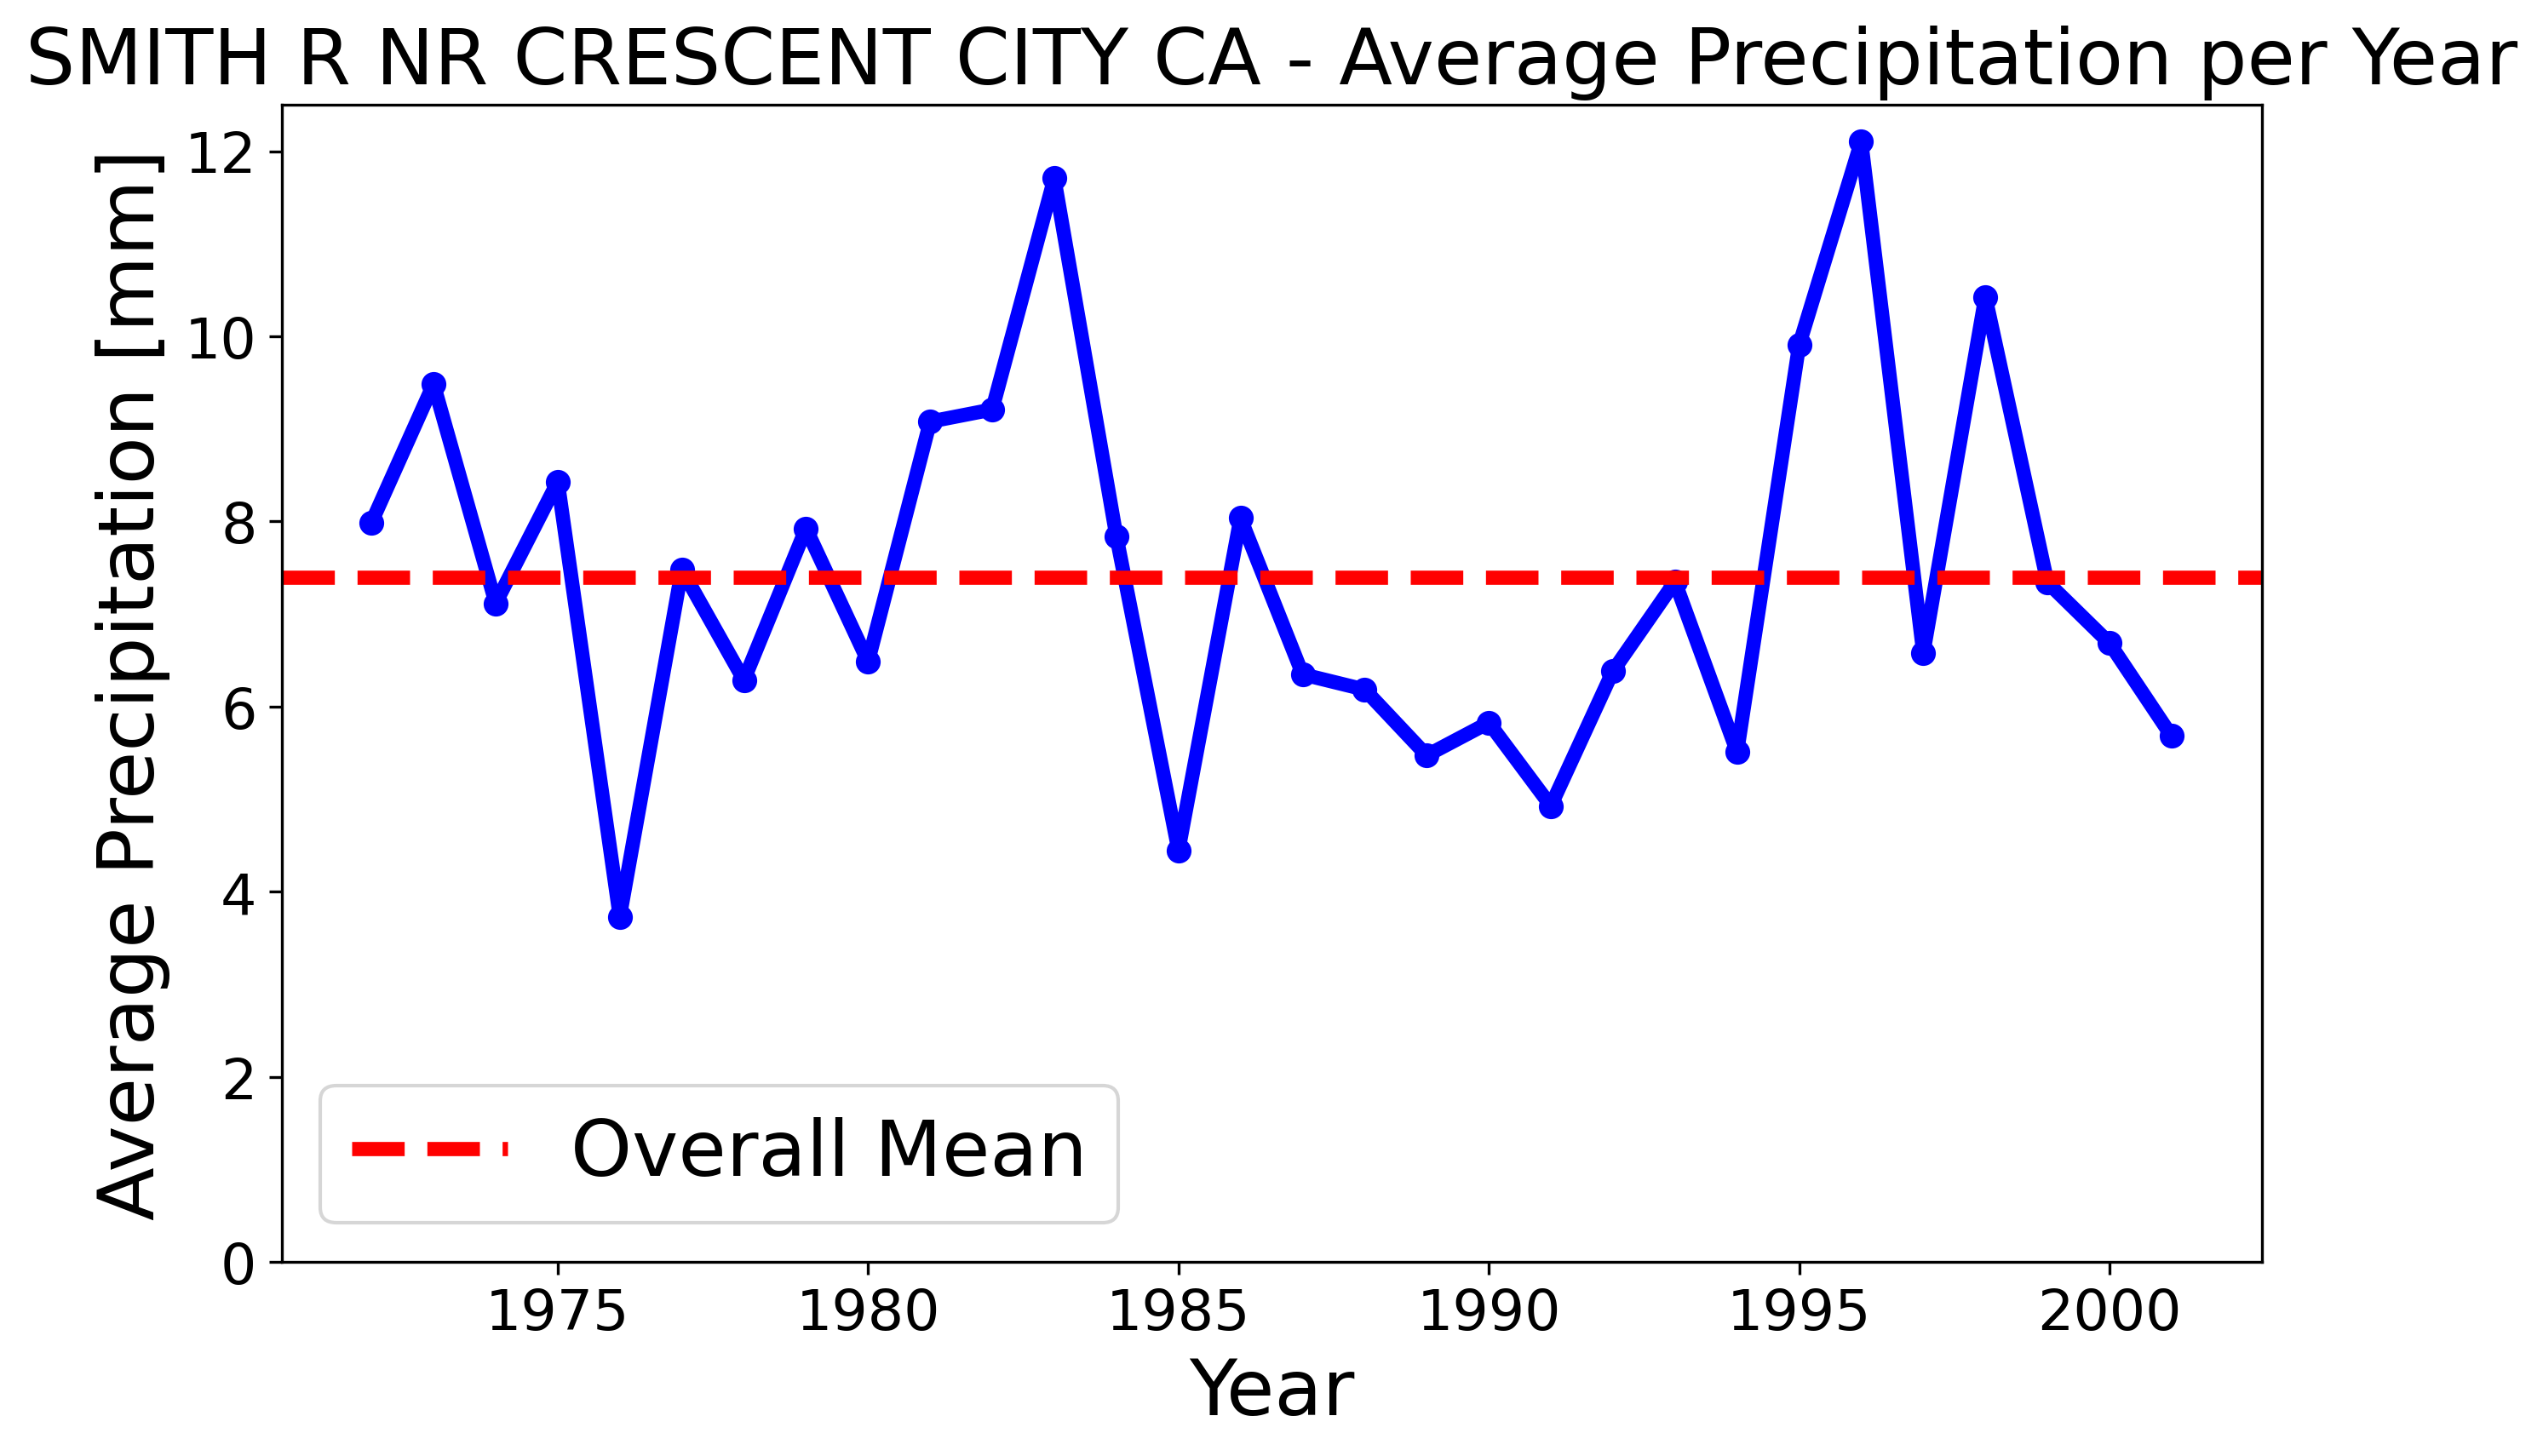 SMITH R NR CRESCENT CITY CA - Average Precipitation per Year
Average Precipitation [mm]
12
10
8
6
4
2
0
Overall Mean
1975 1980 1985 1990 1995 2000
Year